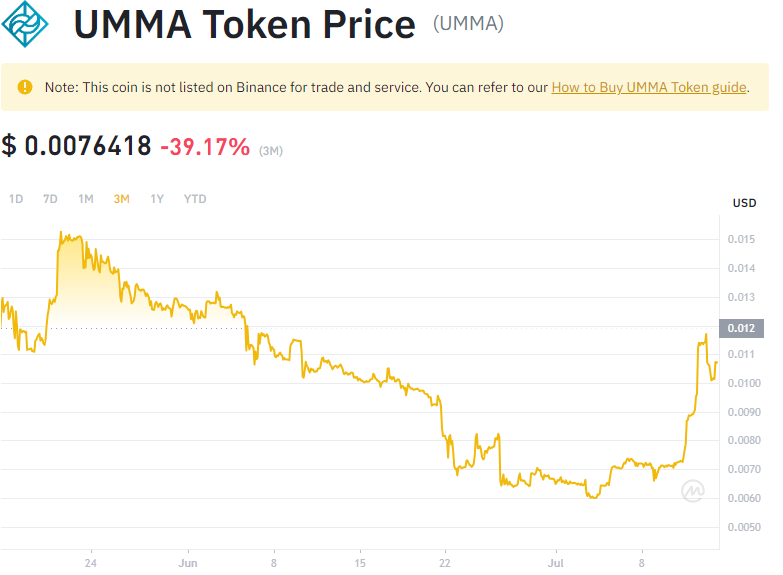 UMMA Token Price (UMMA)
Note: This coin is not listed on Binance for trade and service. You can refer to our How to Buy UMMA Token guide.
$ 0.0076418 -39.17% (3M)
1D 7D 1M 3M 1Y YTD
USD
0.015
0.014
0.013
0.012
0.011
0.0100
0.0090
0.0080
0.0070
0.0060
0.0050
24 Jun 8 15 22 Jul 8